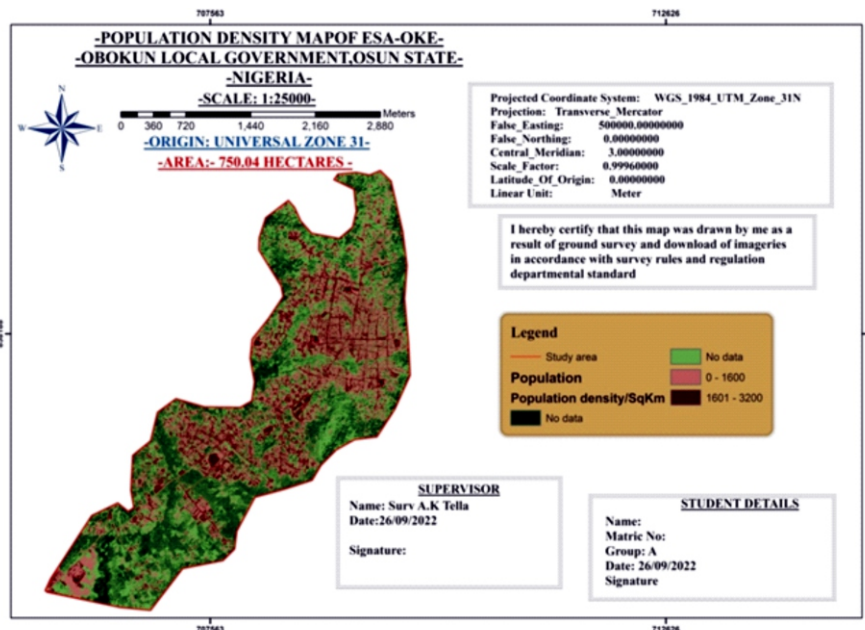 707563
712626
-POPULATION DENSITY MAPOF ESA-OKE-
-OBOKUN LOCAL GOVERNMENT,OSUN STATE-
-NIGERIA-
-SCALE: 1:25000-
Meters
0 360 720 1,440 2,160 2,880
-ORIGIN: UNIVERSAL ZONE 31-
-AREA:- 750.04 HECTARES -
N
W
E
S
Projected Coordinate System: WGS_1984_UTM_Zone_31N
Projection: Transverse_Mercator
False_Easting: 500000.00000000
False_Northing: 0.00000000
Central_Meridian: 3.00000000
Scale_Factor: 0.99960000
Latitude_Of_Origin: 0.00000000
Linear Unit: Meter
I hereby certify that this map was drawn by me as a
result of ground survey and download of imageries
in accordance with survey rules and regulation
departmental standard
Legend
Study area
Population
Population density/SqKm
No data
No data
0 - 1600
1601 - 3200
SUPERVISOR
Name: Surv A.K Tella
Date:26/09/2022
Signature:
STUDENT DETAILS
Name:
Matric No:
Group: A
Date: 26/09/2022
Signature
707563
712626